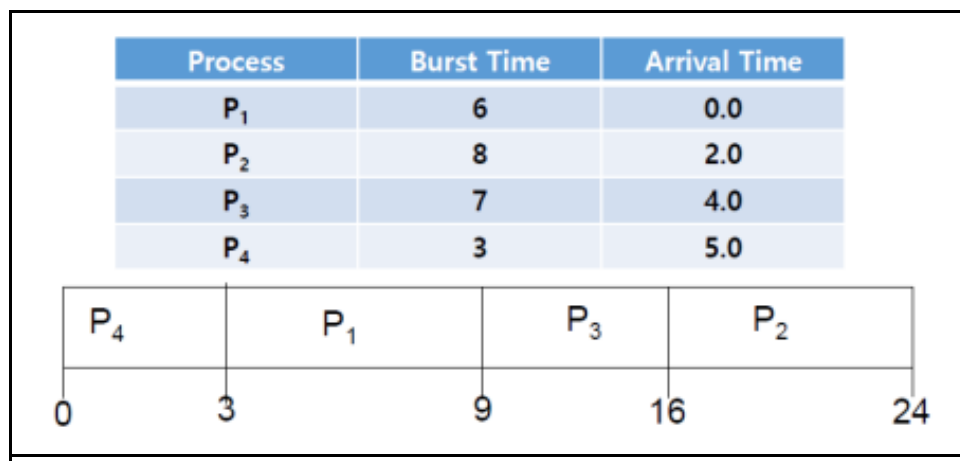 Process Burst Time Arrival Time
P₁ 6 0.0
P₂ 8 2.0
P₃ 7 4.0
P₄ 3 5.0
P₄ P₁ P₃ P₂
0 3 9 16 24